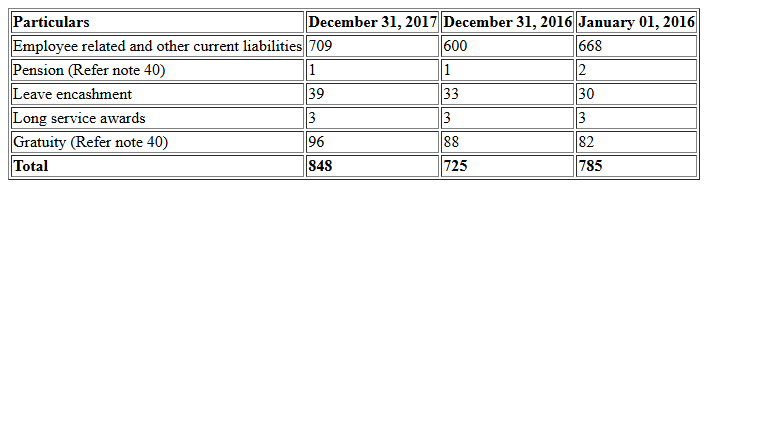 Particulars December 31, 2017 December 31, 2016 January 01, 2016
Employee related and other current liabilities 709 600 668
Pension (Refer note 40) 1 1 2
Leave encashment 39 33 30
Long service awards 3 3 3
Gratuity (Refer note 40) 96 88 82
Total 848 725 785